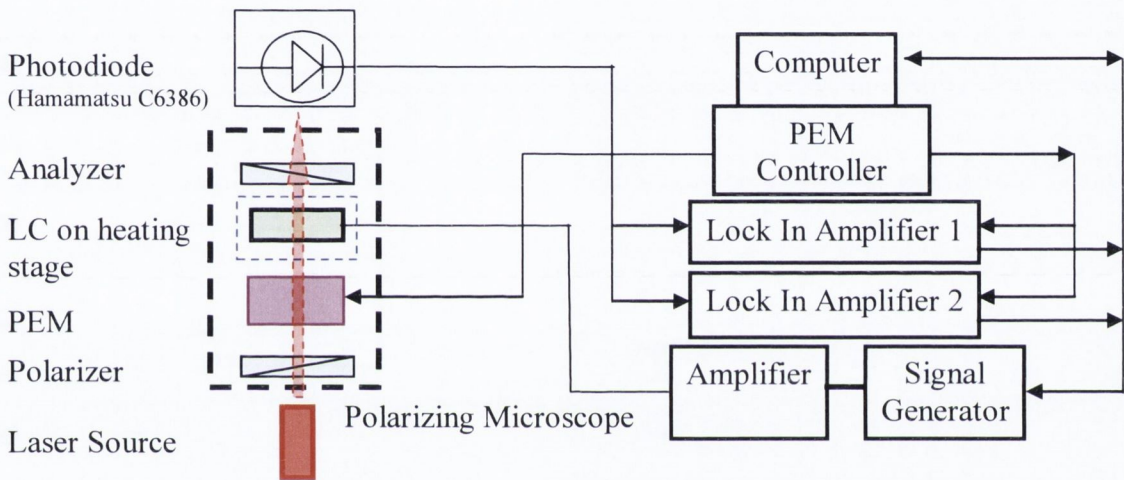 Photodiode
(Hamamatsu C6386)
Analyzer
LC on heating
stage
PEM
Polarizer
Laser Source
Polarizing Microscope
Computer
PEM
Controller
Lock In Amplifier 1
Lock In Amplifier 2
Amplifier
Signal
Generator